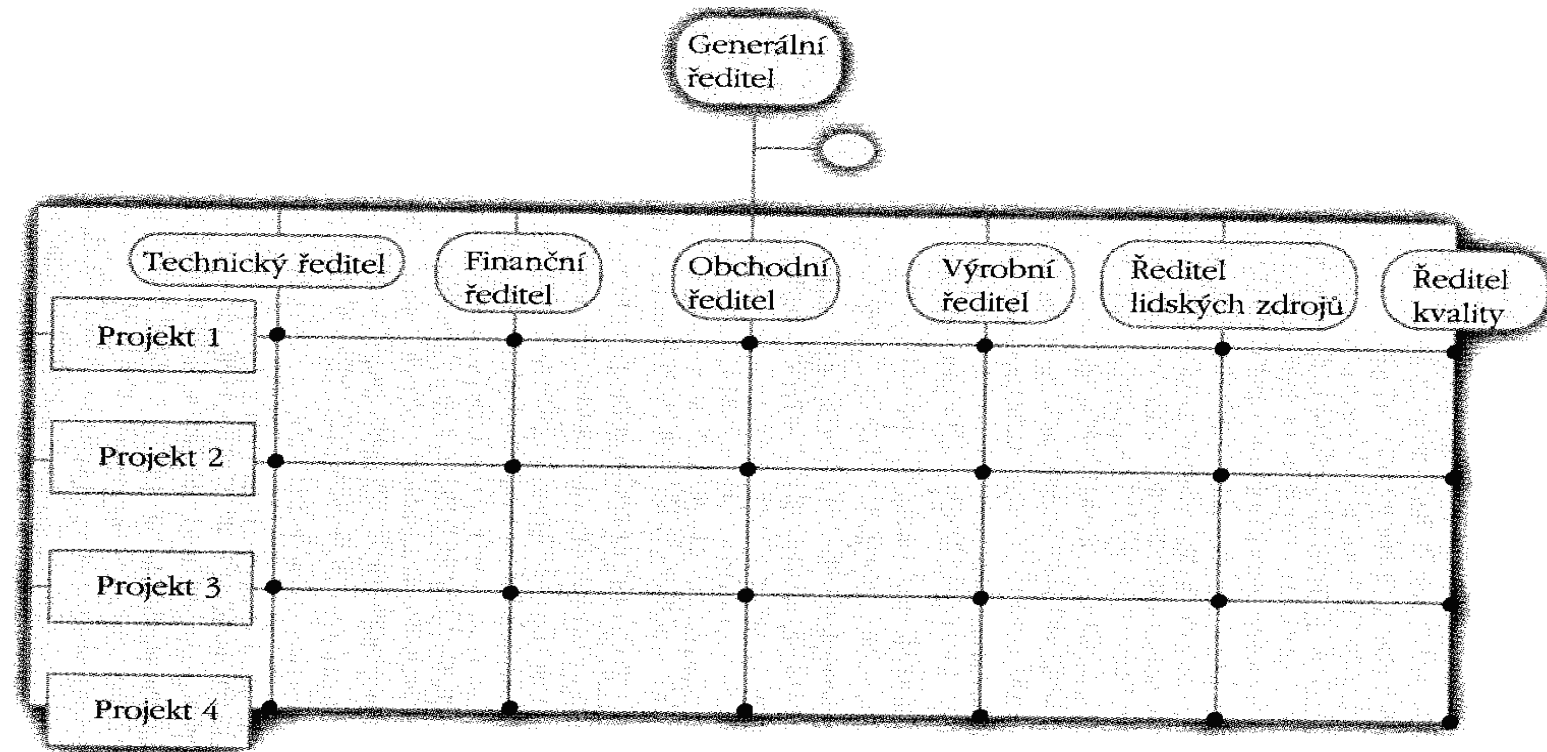 Generální
ředitel
Technický ředitel
Finanční
ředitel
Obchodní
ředitel
Výrobní
ředitel
Ředitel
lidských zdrojů
Ředitel
kvality
Projekt 1
Projekt 2
Projekt 3
Projekt 4